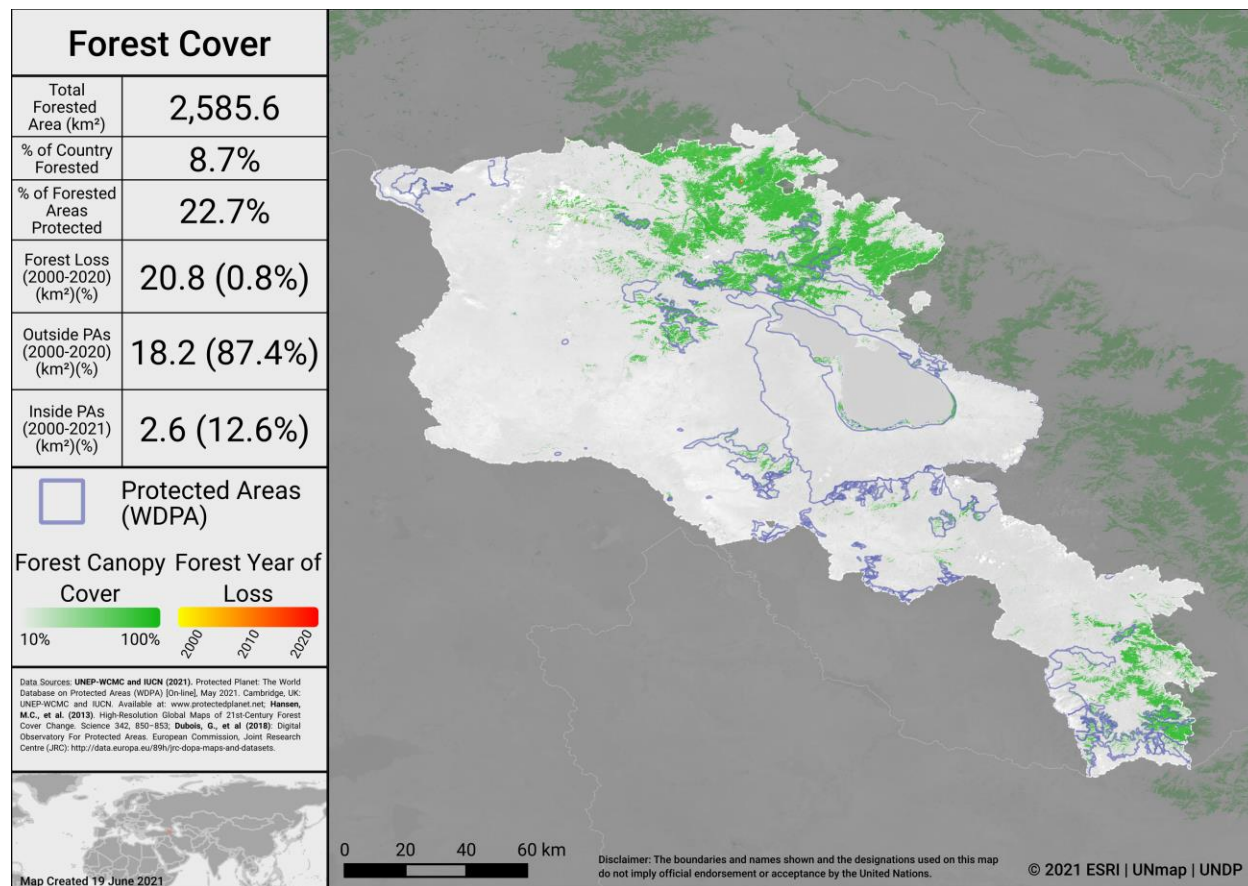 Forest Cover
Total
Forested
Area (km²)
2,585.6
% of Country
Forested
8.7%
% of Forested
Areas
Protected
22.7%
Forest Loss
(2000-2020)
(km²)(%)
20.8 (0.8%)
Outside PAs
(2000-2020)
(km²)(%)
18.2 (87.4%)
Inside PAs
(2000-2021)
(km²)(%)
2.6 (12.6%)
Protected Areas
(WDPA)
Forest Canopy
Cover
10%
100%
Forest Year of
Loss
2000
2010
2020
Data Sources: UNEP-WCMC and IUCN (2021). Protected Planet: The World
Database on Protected Areas (WDPA) [On-line], May 2021. Cambridge, UK:
UNEP-WCMC and IUCN. Available at: www.protectedplanet.net; Hansen,
M.C., et al. (2013). High-Resolution Global Maps of 21st-Century Forest
Cover Change. Science 342, 850–853; Dubois, G., et al (2018): Digital
Observatory For Protected Areas. European Commission, Joint Research
Centre (JRC): http://data.europa.eu/89h/jrc-dopa-maps-and-datasets.
Map Created 19 June 2021
0 20 40 60 km
Disclaimer: The boundaries and names shown and the designations used on this map
do not imply official endorsement or acceptance by the United Nations.
© 2021 ESRI | UNmap | UNDP